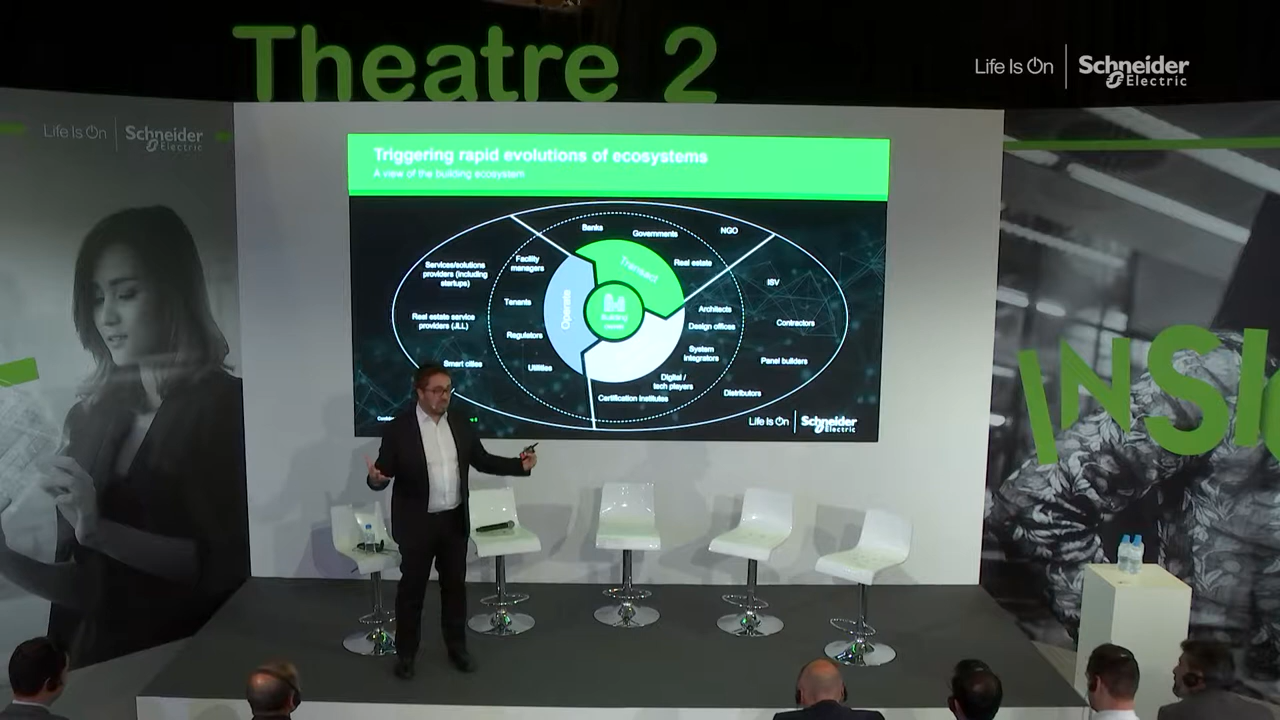 Theatre 2
Life Is On
Schneider
Electric
Life Is On
Schneider
Electric
Triggering rapid evolutions of ecosystems
A view of the building ecosystem
Banks
Governments
NGO
Real estate
Transact
Facility
managers
Services/solutions
providers (including
startups)
Tenants
Operate
Building
ISV
Architects
Real estate service
providers (JLL)
Design offices
Contractors
Regulators
System
integrators
Smart cities
Utilities
Panel builders
Digital /
tech players
Certification institutes
Distributors
Life Is On
Schneider
Electric
INSI